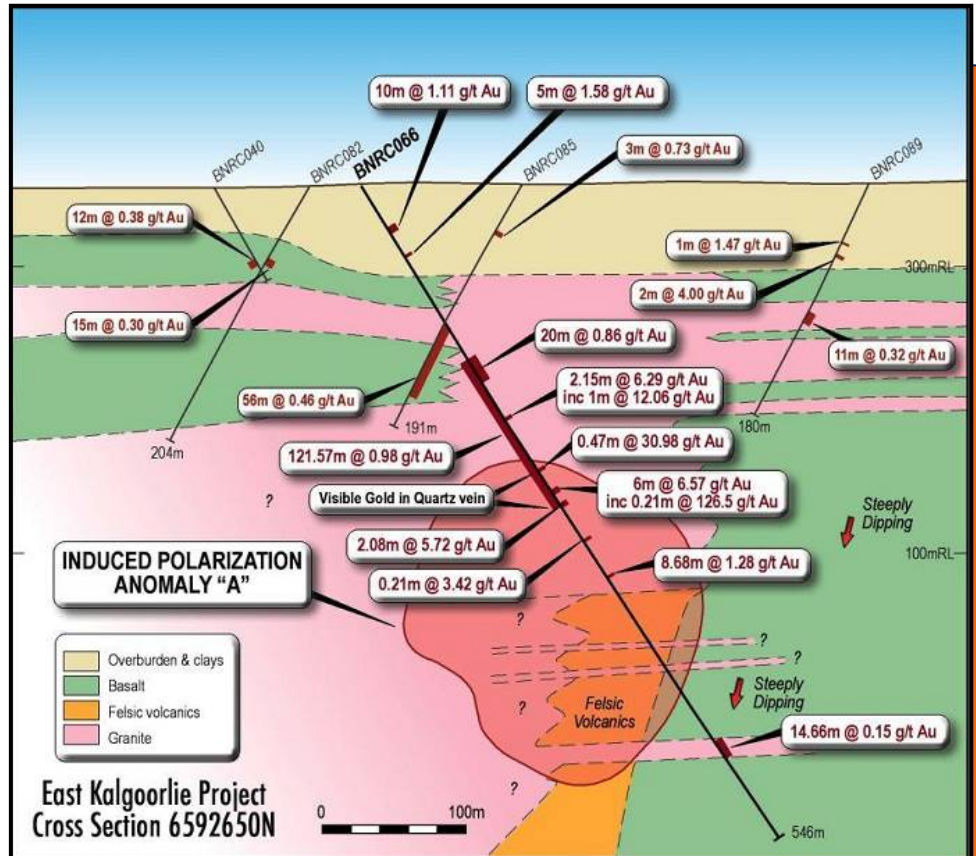 10m @ 1.11 g/t Au
5m @ 1.58 g/t Au
3m @ 0.73 g/t Au
BNRC040
BNRC082
BNRC066
BNRC085
BNRC089
12m @ 0.38 g/t Au
1m @ 1.47 g/t Au
300mRL
2m @ 4.00 g/t Au
15m @ 0.30 g/t Au
20m @ 0.86 g/t Au
11m @ 0.32 g/t Au
2.15m @ 6.29 g/t Au
inc 1m @ 12.06 g/t Au
56m @ 0.46 g/t Au
191m
180m
204m
0.47m @ 30.98 g/t Au
121.57m @ 0.98 g/t Au
6m @ 6.57 g/t Au
inc 0.21m @ 126.5 g/t Au
Visible Gold in Quartz vein
?
Steeply
Dipping
2.08m @ 5.72 g/t Au
100mRL
INDUCED POLARIZATION
ANOMALY “A”
8.68m @ 1.28 g/t Au
0.21m @ 3.42 g/t Au
?
?
?
Overburden & clays
Basalt
Felsic volcanics
Granite
Steeply
Dipping
?
Felsic
Volcanics
14.66m @ 0.15 g/t Au
?
East Kalgoorlie Project
Cross Section 6592650N
0
100m
546m